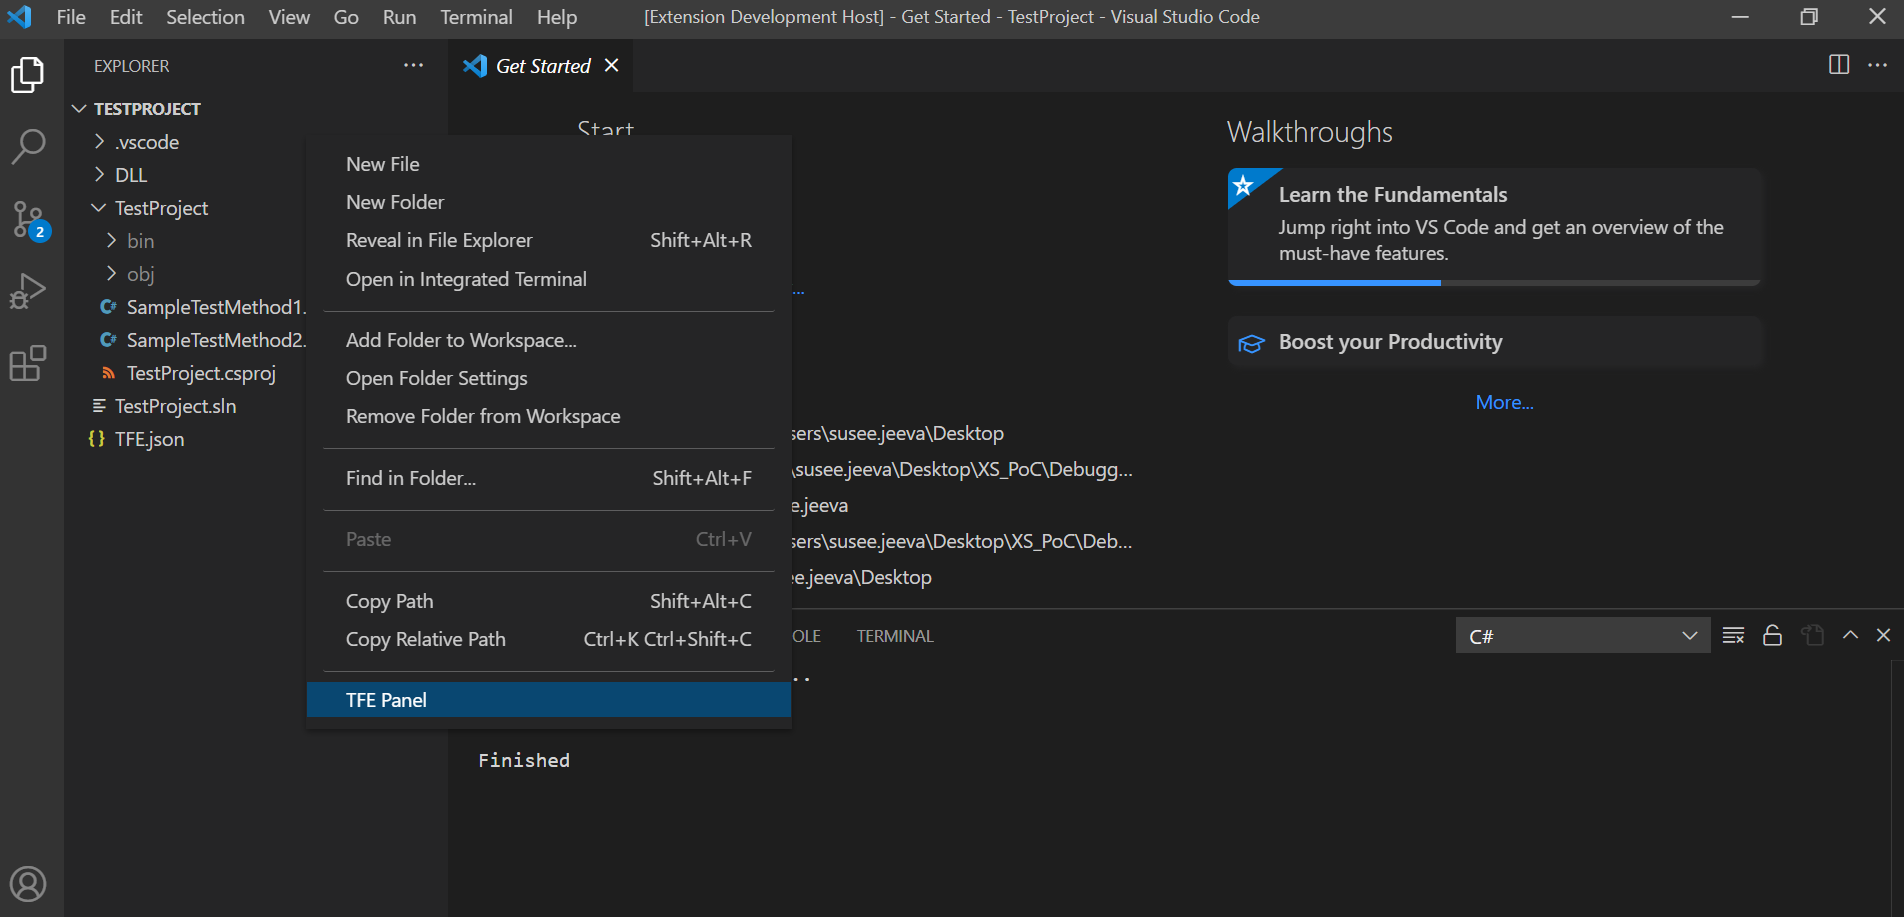 File Edit Selection View Go Run Terminal Help [Extension Development Host] - Get Started - TestProject - Visual Studio Code
EXPLORER ···
TESTPROJECT
.vscode
DLL
TestProject
bin
obj
SampleTestMethod1.
SampleTestMethod2.
TestProject.csproj
TestProject.sln
{} TFE.json
2
Get Started
Start
New File
New Folder
Reveal in File Explorer Shift+Alt+R
Open in Integrated Terminal
Add Folder to Workspace...
Open Folder Settings
Remove Folder from Workspace
Find in Folder... Shift+Alt+F
Paste Ctrl+V
Copy Path Shift+Alt+C
Copy Relative Path Ctrl+K Ctrl+Shift+C
TFE Panel
...
sers\susee.jeeva\Desktop
\susee.jeeva\Desktop\XS_PoC\Debugg...
e.jeeva
sers\susee.jeeva\Desktop\XS_PoC\Deb...
ee.jeeva\Desktop
Walkthroughs
Learn the Fundamentals
Jump right into VS Code and get an overview of the
must-have features.
Boost your Productivity
More...
OLE TERMINAL C#
..
Finished